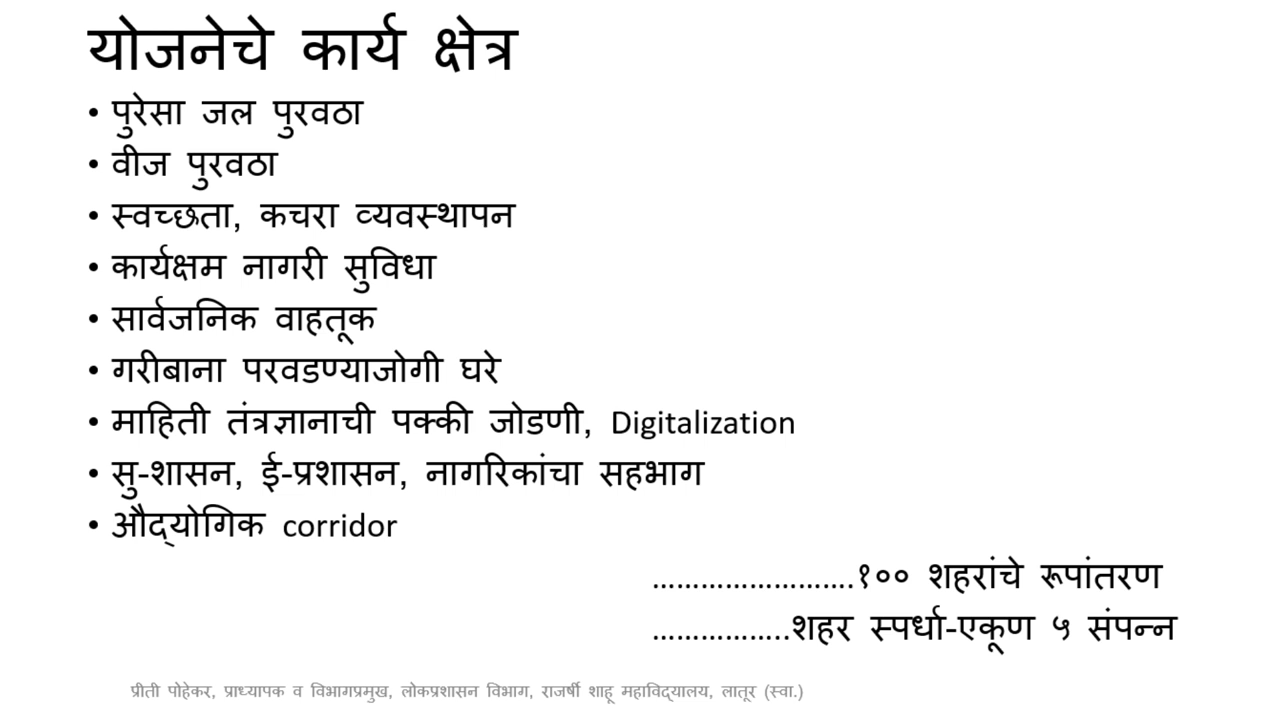 योजनेचे कार्य क्षेत्र
• पुरेसा जल पुरवठा
• वीज पुरवठा
• स्वच्छता, कचरा व्यवस्थापन
• कार्यक्षम नागरी सुविधा
• सार्वजनिक वाहतूक
• गरीबाना परवडण्याजोगी घरे
• माहिती तंत्रज्ञानाची पक्की जोडणी, Digitalization
• सु-शासन, ई-प्रशासन, नागरिकांचा सहभाग
• औद्योगिक corridor
.........................१०० शहरांचे रूपांतरण
.................शहर स्पर्धा-एकूण ५ संपन्न
प्रीती पोहेकर, प्राध्यापक व विभागप्रमुख, लोकप्रशासन विभाग, राजर्षी शाहू महाविद्यालय, लातूर (स्वा.)